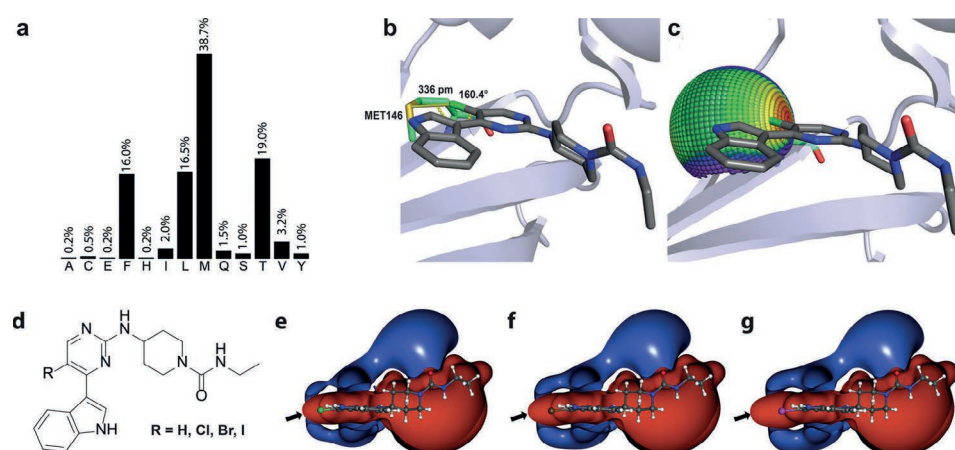 a
0.2% 0.5% 0.2% 16.0% 0.2% 2.0% 16.5% 38.7% 1.5% 1.0% 19.0% 3.2% 1.0%
A C E F H I L M Q S T V Y
b
336 pm
160.4°
MET146
c
d
N NH
R N N H N
O
NH
R = H, Cl, Br, I
e
f
g